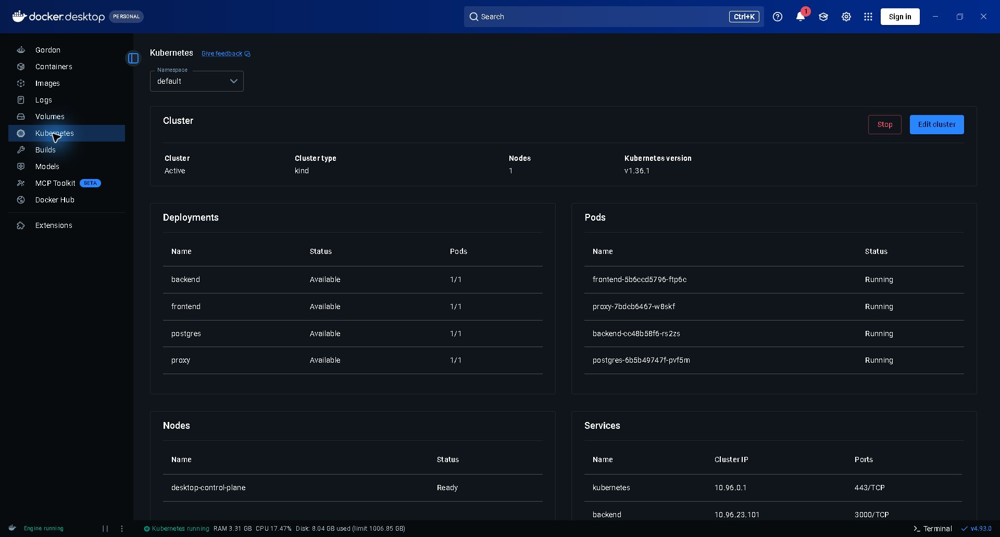 docker.desktop PERSONAL
Search
Ctrl+K
1
Sign in
Gordon
Containers
Images
Logs
Volumes
Kubernetes
Builds
Models
MCP Toolkit BETA
Docker Hub
Extensions
Kubernetes Give feedback
Namespace
default
Cluster
Stop Edit cluster
Cluster Cluster type Nodes Kubernetes version
Active kind 1 v1.36.1
Deployments
Name Status Pods
backend Available 1/1
frontend Available 1/1
postgres Available 1/1
proxy Available 1/1
Pods
Name Status
frontend-5b6ccd5796-ftp6c Running
proxy-7bdcb6467-w8skf Running
backend-cc48b58f6-rs2zs Running
postgres-6b5b49747f-pvf5m Running
Nodes
Name Status
desktop-control-plane Ready
Services
Name Cluster IP Ports
kubernetes 10.96.0.1 443/TCP
backend 10.96.23.101 3000/TCP
Engine running
Kubernetes running RAM 3.31 GB CPU 17.47% Disk: 8.04 GB used (limit 1006.85 GB)
Terminal v4.93.0